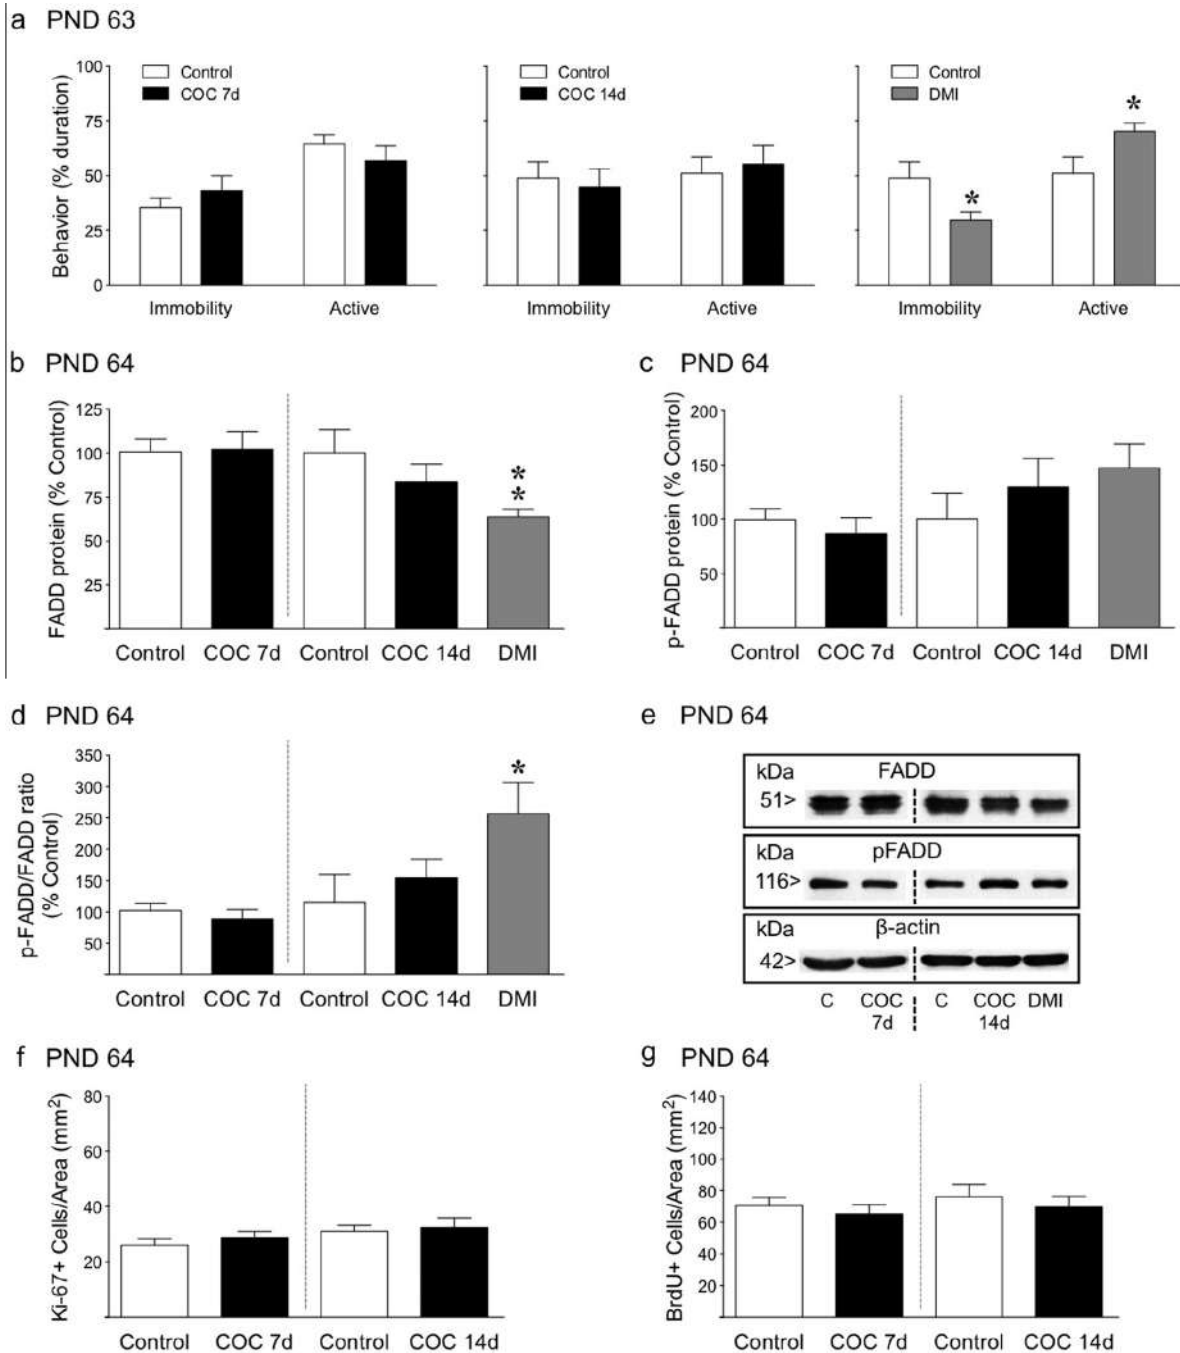 a PND 63
Behavior (% duration)
100
75
50
25
0
Control
COC 7d
Immobility Active
Control
COC 14d
Immobility Active
Control
DMI
*
*
Immobility Active
b PND 64
FADD protein (% Control)
125
100
75
50
25
*
*
Control COC 7d Control COC 14d DMI
c PND 64
p-FADD protein (% Control)
200
150
100
50
Control COC 7d Control COC 14d DMI
d PND 64
p-FADD/FADD ratio
(% Control)
350
300
250
200
150
100
50
*
Control COC 7d Control COC 14d DMI
e PND 64
kDa FADD
51>
kDa pFADD
116>
kDa β-actin
42>
C COC C COC DMI
7d 14d
f PND 64
Ki-67+ Cells/Area (mm²)
80
60
40
20
Control COC 7d Control COC 14d
g PND 64
BrdU+ Cells/Area (mm²)
140
120
100
80
60
40
20
Control COC 7d Control COC 14d